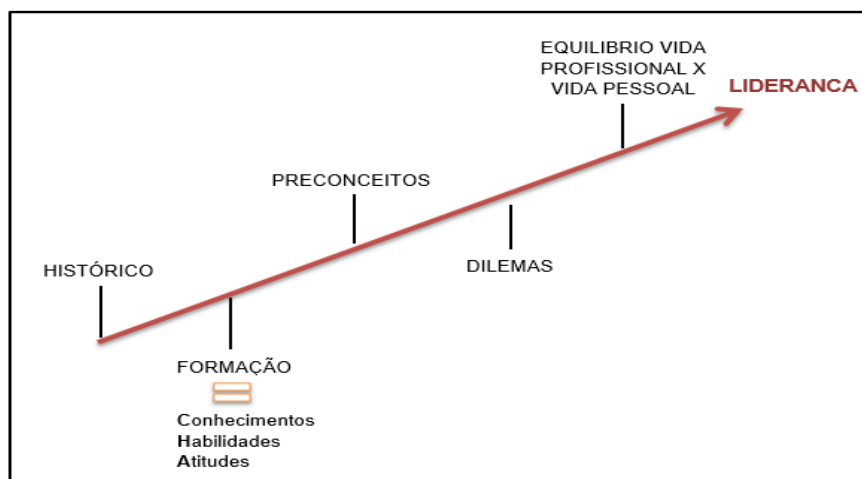 EQUILIBRIO VIDA
PROFISSIONAL X
VIDA PESSOAL
LIDERANCA
PRECONCEITOS
HISTÓRICO
DILEMAS
FORMAÇÃO
Conhecimentos
Habilidades
Atitudes